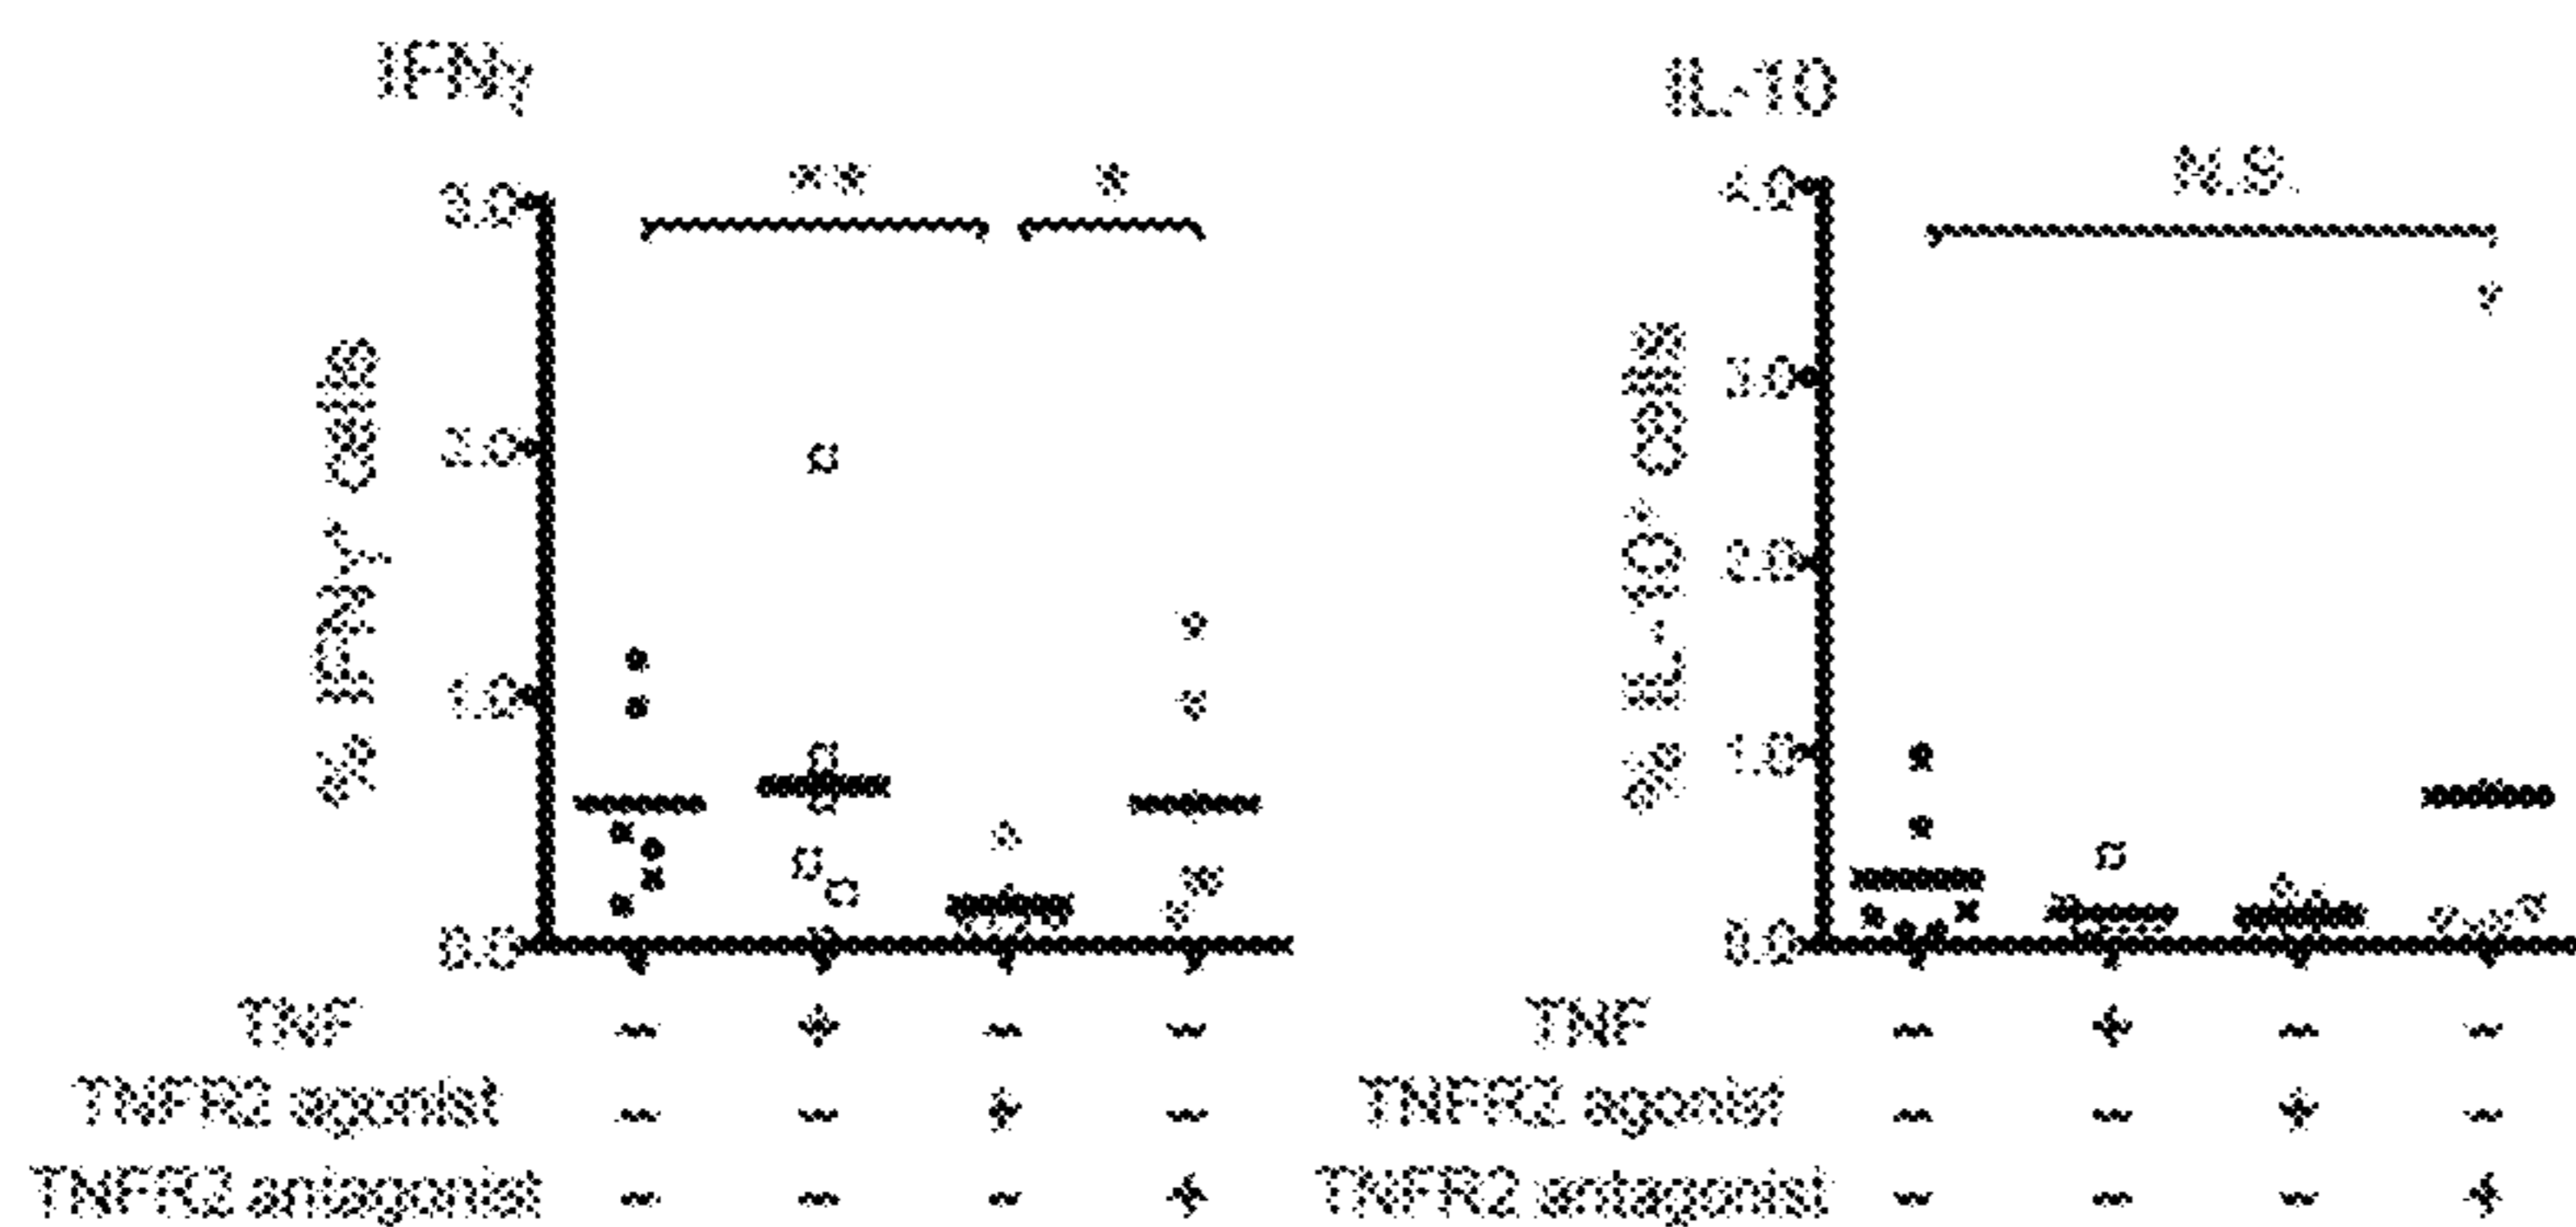 IFNγ
** *
3.0
2.0
1.0
0.0
% IFNγ⁺ cells
TNF − + − −
TNFR2 agonist − − + −
TNFR2 antagonist − − − +
IL-10
N.S.
4.0
3.0
2.0
1.0
0.0
% IL-10⁺ cells
TNF − + − −
TNFR2 agonist − − + −
TNFR2 antagonist − − − +